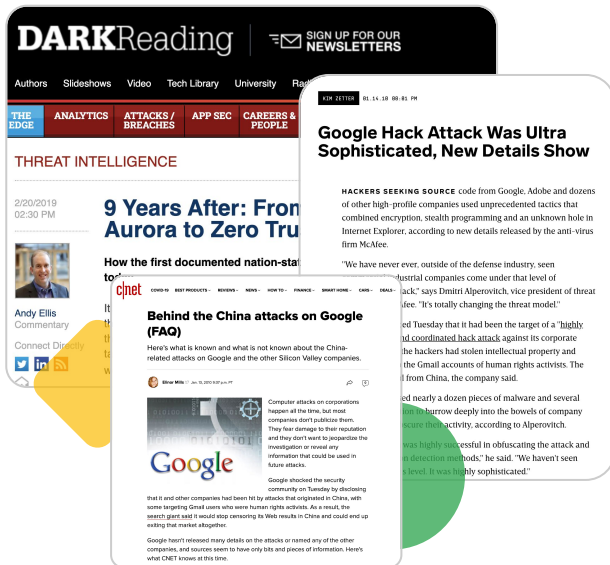 DARKReading
SIGN UP FOR OUR
NEWSLETTERS
Authors Slideshows Video Tech Library University
THE EDGE
ANALYTICS
ATTACKS / BREACHES
APP SEC
CAREERS & PEOPLE
THREAT INTELLIGENCE
2/20/2019
02:30 PM
9 Years After: From
Aurora to Zero Tru
How the first documented nation-stat
Andy Ellis
Commentary
Connect Directly
KIM ZETTER 01.14.10 08:01 PM
Google Hack Attack Was Ultra
Sophisticated, New Details Show
HACKERS SEEKING SOURCE code from Google, Adobe and dozens
of other high-profile companies used unprecedented tactics that
combined encryption, stealth programming and an unknown hole in
Internet Explorer, according to new details released by the anti-virus
firm McAfee.
"We have never ever, outside of the defense industry, seen
industrial companies come under that level of
ack," says Dmitri Alperovitch, vice president of threat
fee. "It's totally changing the threat model."
ed Tuesday that it had been the target of a "highly
d coordinated hack attack against its corporate
the hackers had stolen intellectual property and
the Gmail accounts of human rights activists. The
from China, the company said.
ed nearly a dozen pieces of malware and several
to burrow deeply into the bowels of company
scure their activity, according to Alperovitch.
was highly successful in obfuscating the attack and
detection methods," he said. "We haven't seen
level. It was highly sophisticated."
c|net
COVID-19 BEST PRODUCTS REVIEWS NEWS HOW TO FINANCE SMART HOME CARS DEALS
Behind the China attacks on Google
(FAQ)
Here's what is known and what is not known about the China-
related attacks on Google and the other Silicon Valley companies.
Elinor Mills
Google
Computer attacks on corporations
happen all the time, but most
companies don't publicize them.
They fear damage to their reputation
and they don't want to jeopardize the
investigation or reveal any
information that could be used in
future attacks.
Google shocked the security
community on Tuesday by disclosing
that it and other companies had been hit by attacks that originated in China, with
some targeting Gmail users who were human rights activists. As a result, the
search giant said it would stop censoring its Web results in China and could end up
exiting that market altogether.
Google hasn't released many details on the attacks or named any of the other
companies, and sources seem to have only bits and pieces of information. Here's
what CNET knows at this time.